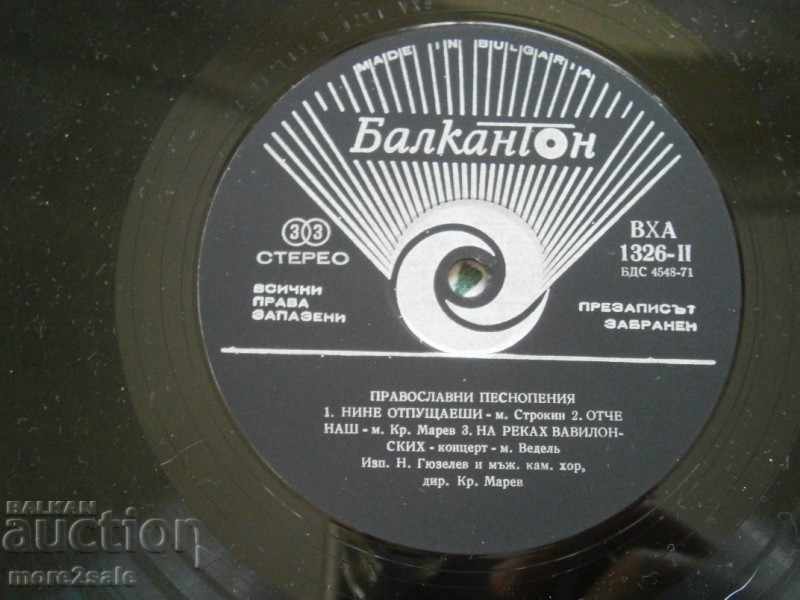 MADE IN BULGARIA
Балкантон
33
СТЕРЕО
ВХА
1326-II
БДС 4548-71
ВСИЧНИ
ПРАВА
ЗАПАЗЕНИ
ПРЕЗАПИСЪТ
ЗАБРАНЕН
ПРАВОСЛАВНИ ПЕСНОПЕНИЯ
1. НИНЕ ОТПУЩАЕШИ - м. Строкин 2. ОТЧЕ
НАШ - м. Кр. Марев 3. НА РЕКАХ ВАВИЛОН-
СКИХ - концерт - м. Ведель
Изп. Н. Гюзелев и мъж. кам. хор,
дир. Кр. Марев
BALKAN
auction
more2sale